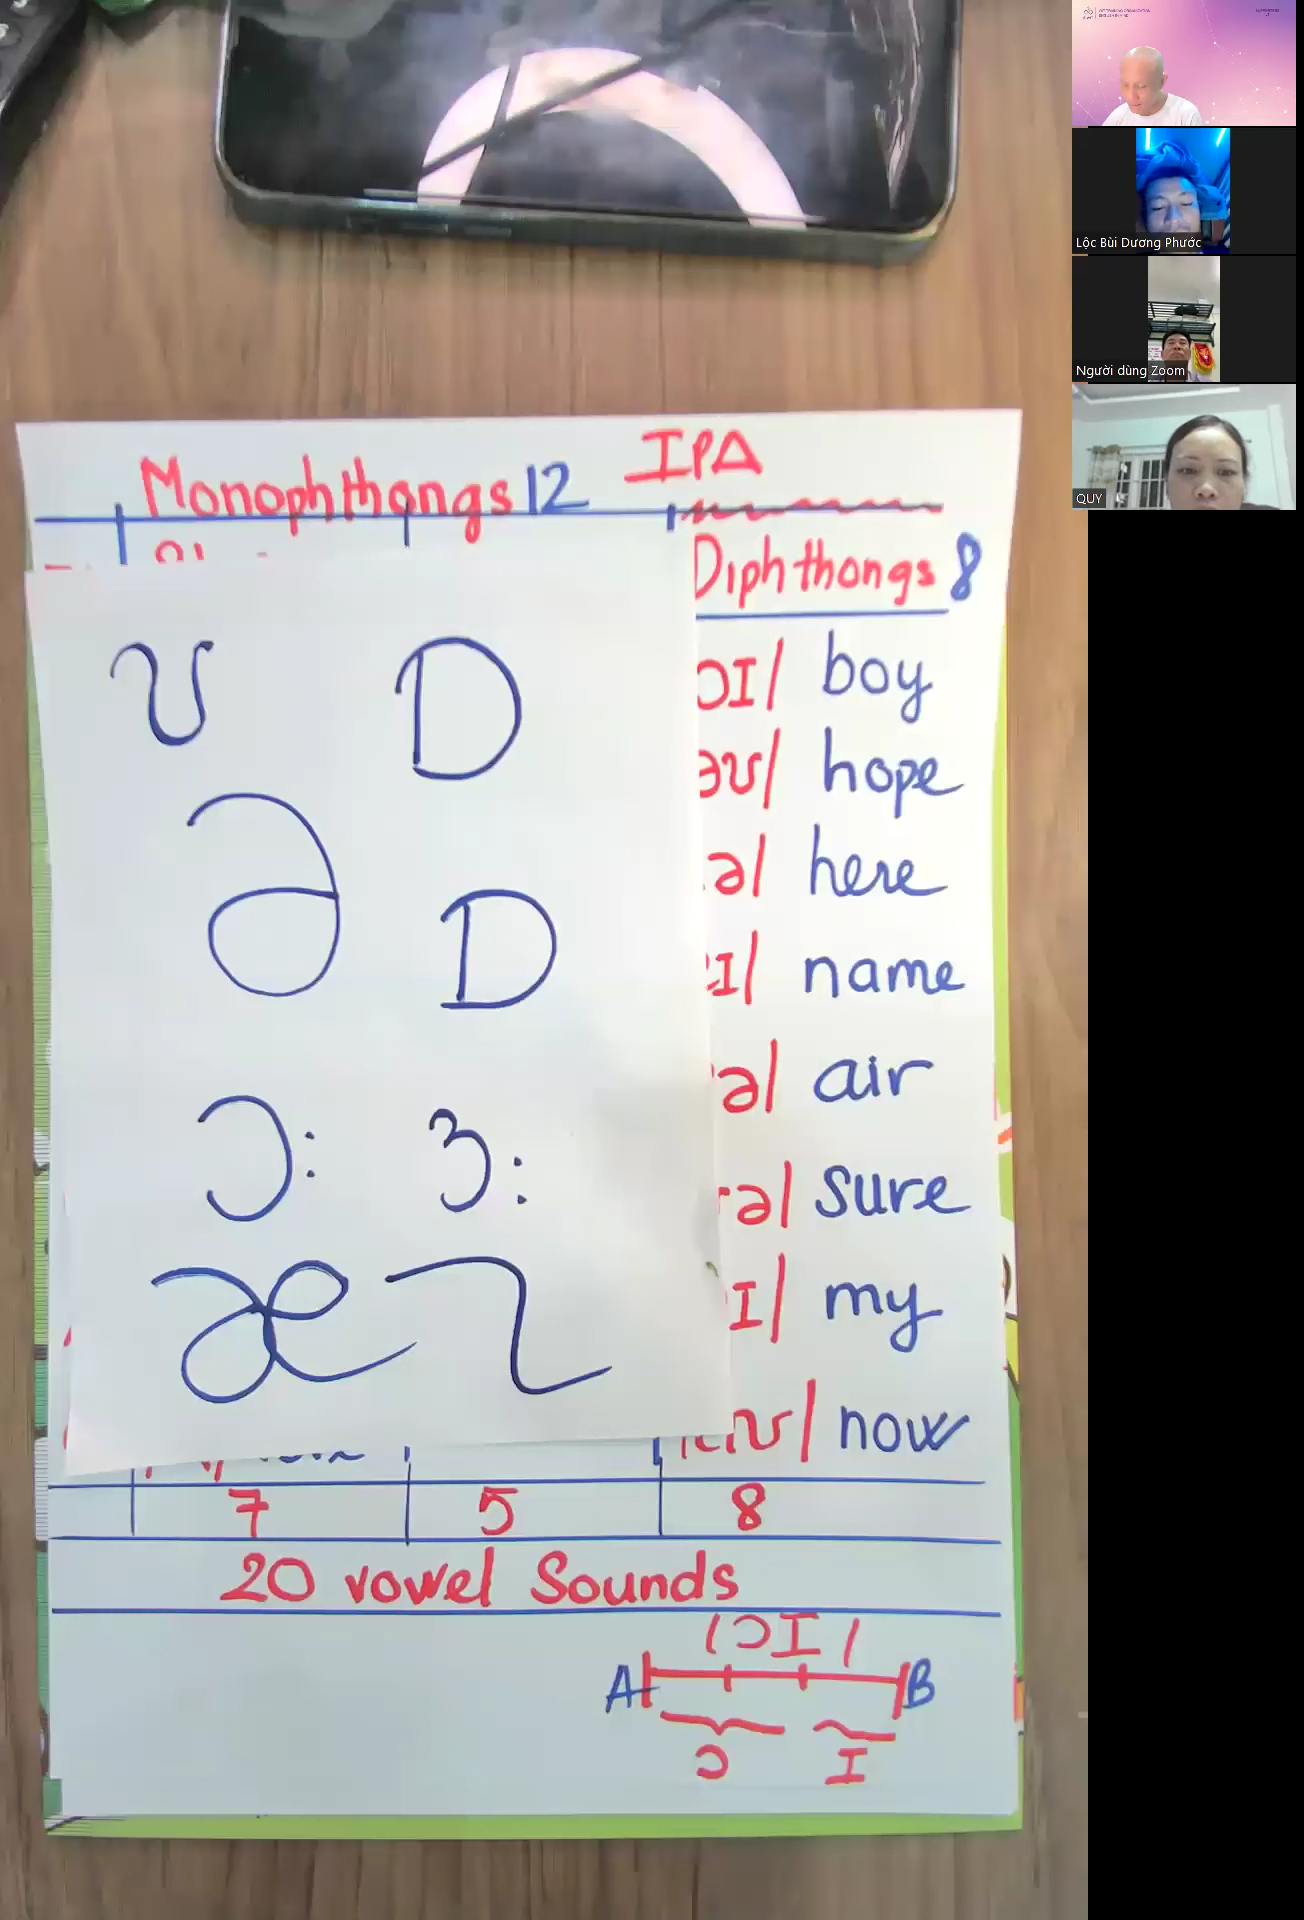 IPA
Monophthongs 12
Diphthongs 8
ʊ D
ɔɪ/ boy
əʊ/ hope
ə D
ə/ here
ɪ/ name
ə/ air
ɔ: ɜ:
ə/ sure
æ
ɪ/ my
ʊ/ now
7 5 8
20 vowel Sounds
/ɔɪ/
A B
ɔ ɪ
Lộc Bùi Dương Phước
Người dùng Zoom
QUY